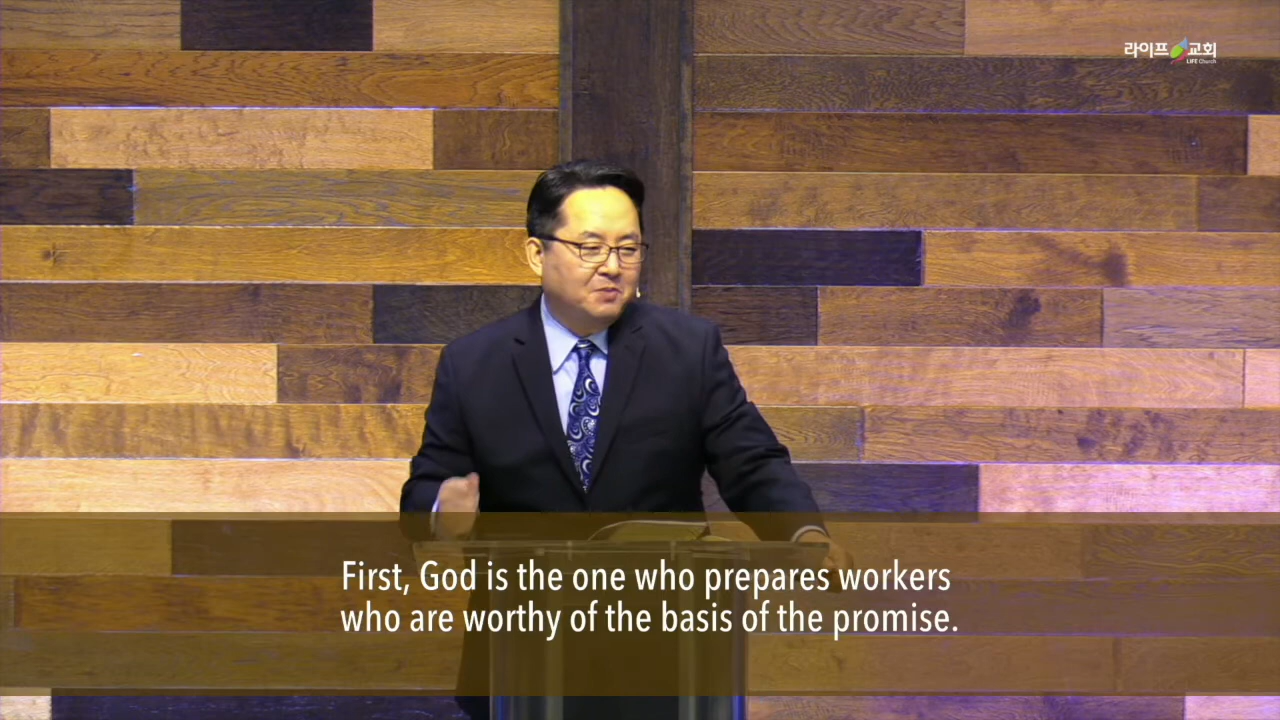 라이프 교회
LIFE Church
First, God is the one who prepares workers
who are worthy of the basis of the promise.